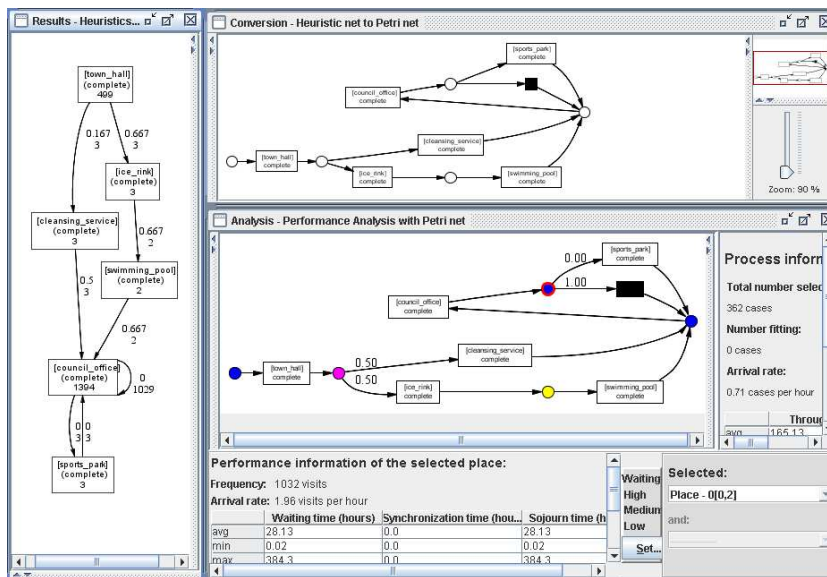 Results - Heuristics...
[town_hall]
(complete)
499
0.167
3
0.667
3
[ice_rink]
(complete)
3
[cleansing_service]
(complete)
3
0.667
2
[swimming_pool]
(complete)
2
0.5
3
0.667
2
[council_office]
(complete)
1394
0
1029
0 0
3 3
[sports_park]
(complete)
3
Conversion - Heuristic net to Petri net
[sports_park]
complete
[council_office]
complete
[cleansing_service]
complete
[town_hall]
complete
[ice_rink]
complete
[swimming_pool]
complete
Zoom: 90 %
Analysis - Performance Analysis with Petri net
[sports_park]
complete
0.00
1.00
[council_office]
complete
[cleansing_service]
complete
0.50
0.50
[town_hall]
complete
[ice_rink]
complete
[swimming_pool]
complete
Process inforn
Total number selec
362 cases
Number fitting:
0 cases
Arrival rate:
0.71 cases per hour
Throug
avg 165.13
Performance information of the selected place:
Frequency: 1032 visits
Arrival rate: 1.96 visits per hour
Waiting time (hours) Synchronization time (hou... Sojourn time (h
avg 28.13 0.0 28.13
min 0.02 0.0 0.02
max 384.3 0.0 384.3
Waiting
High
Medium
Low
Set...
Selected:
Place - 0[0,2]
and: